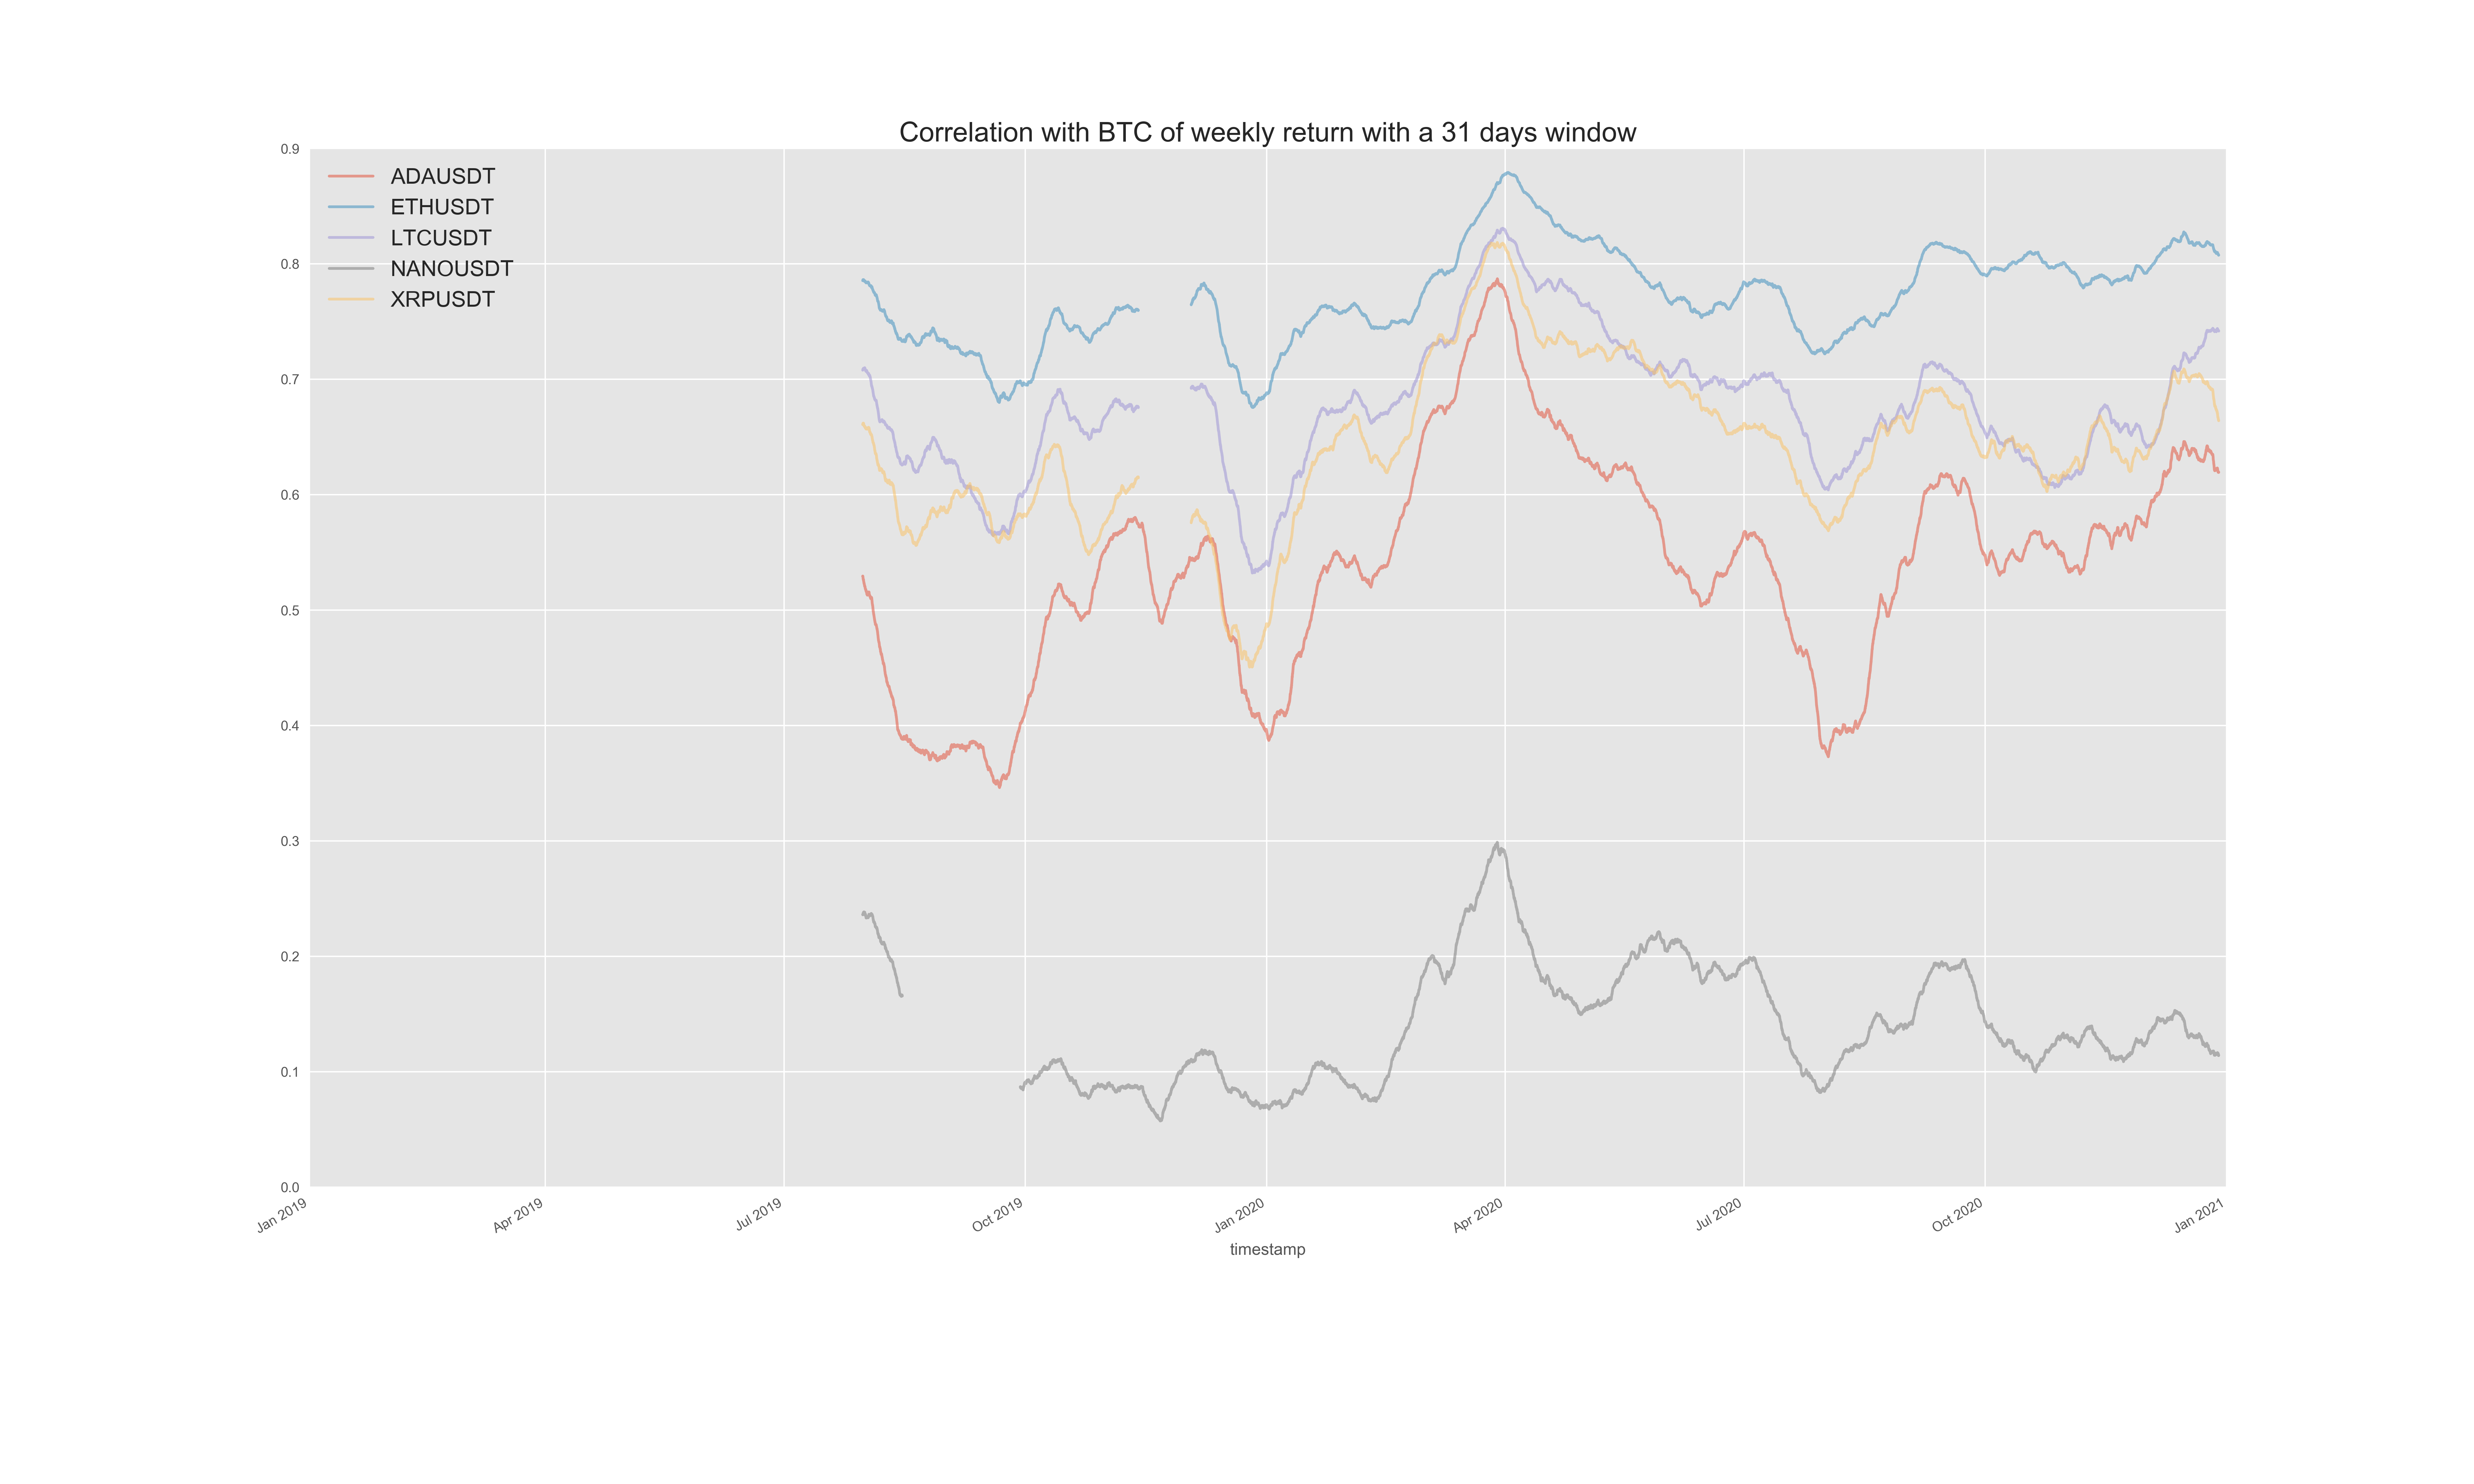 Correlation with BTC of weekly return with a 31 days window
0.9
0.8
0.7
0.6
0.5
0.4
0.3
0.2
0.1
0.0
ADAUSDT
ETHUSDT
LTCUSDT
NANOUSDT
XRPUSDT
Jan 2019
Apr 2019
Jul 2019
Oct 2019
Jan 2020
Apr 2020
Jul 2020
Oct 2020
Jan 2021
timestamp